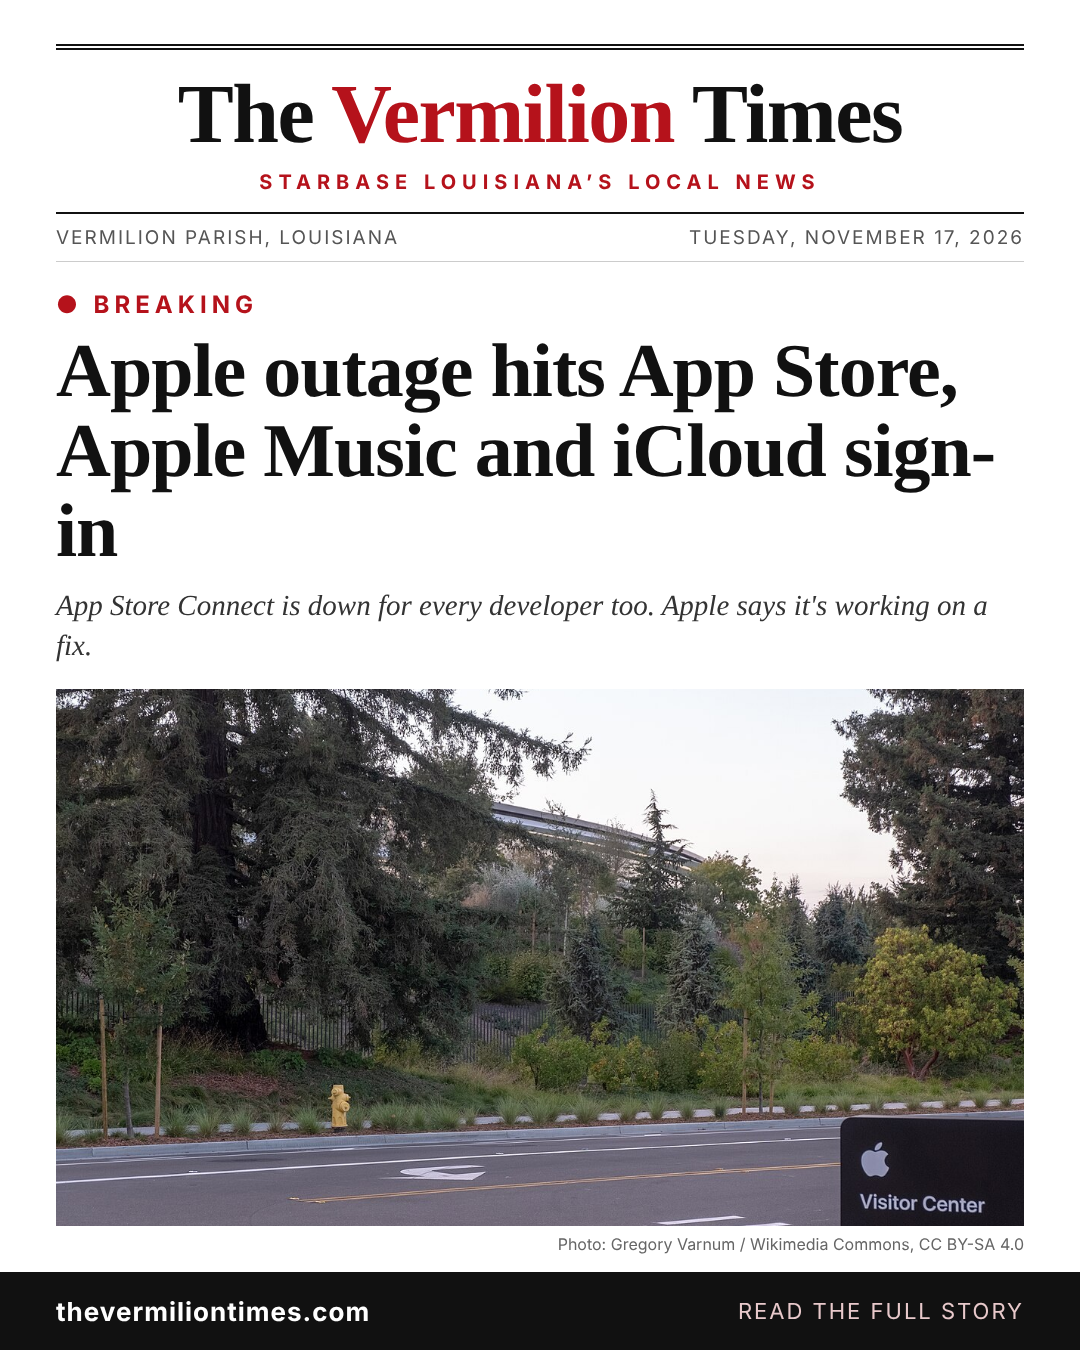 The Vermilion Times
STARBASE LOUISIANA’S LOCAL NEWS
VERMILION PARISH, LOUISIANA
TUESDAY, NOVEMBER 17, 2026
BREAKING
Apple outage hits App Store,
Apple Music and iCloud sign-
in
App Store Connect is down for every developer too. Apple says it's working on a
fix.
Visitor Center
Photo: Gregory Varnum / Wikimedia Commons, CC BY-SA 4.0
thevermiliontimes.com
READ THE FULL STORY